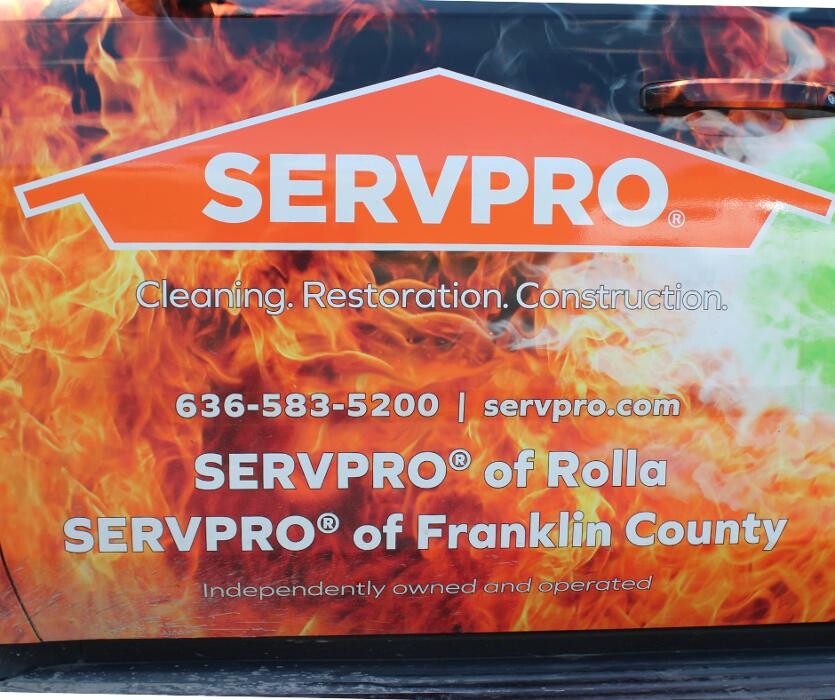 SERVPRO®
Cleaning. Restoration. Construction.
636-583-5200 | servpro.com
SERVPRO® of Rolla
SERVPRO® of Franklin County
Independently owned and operated